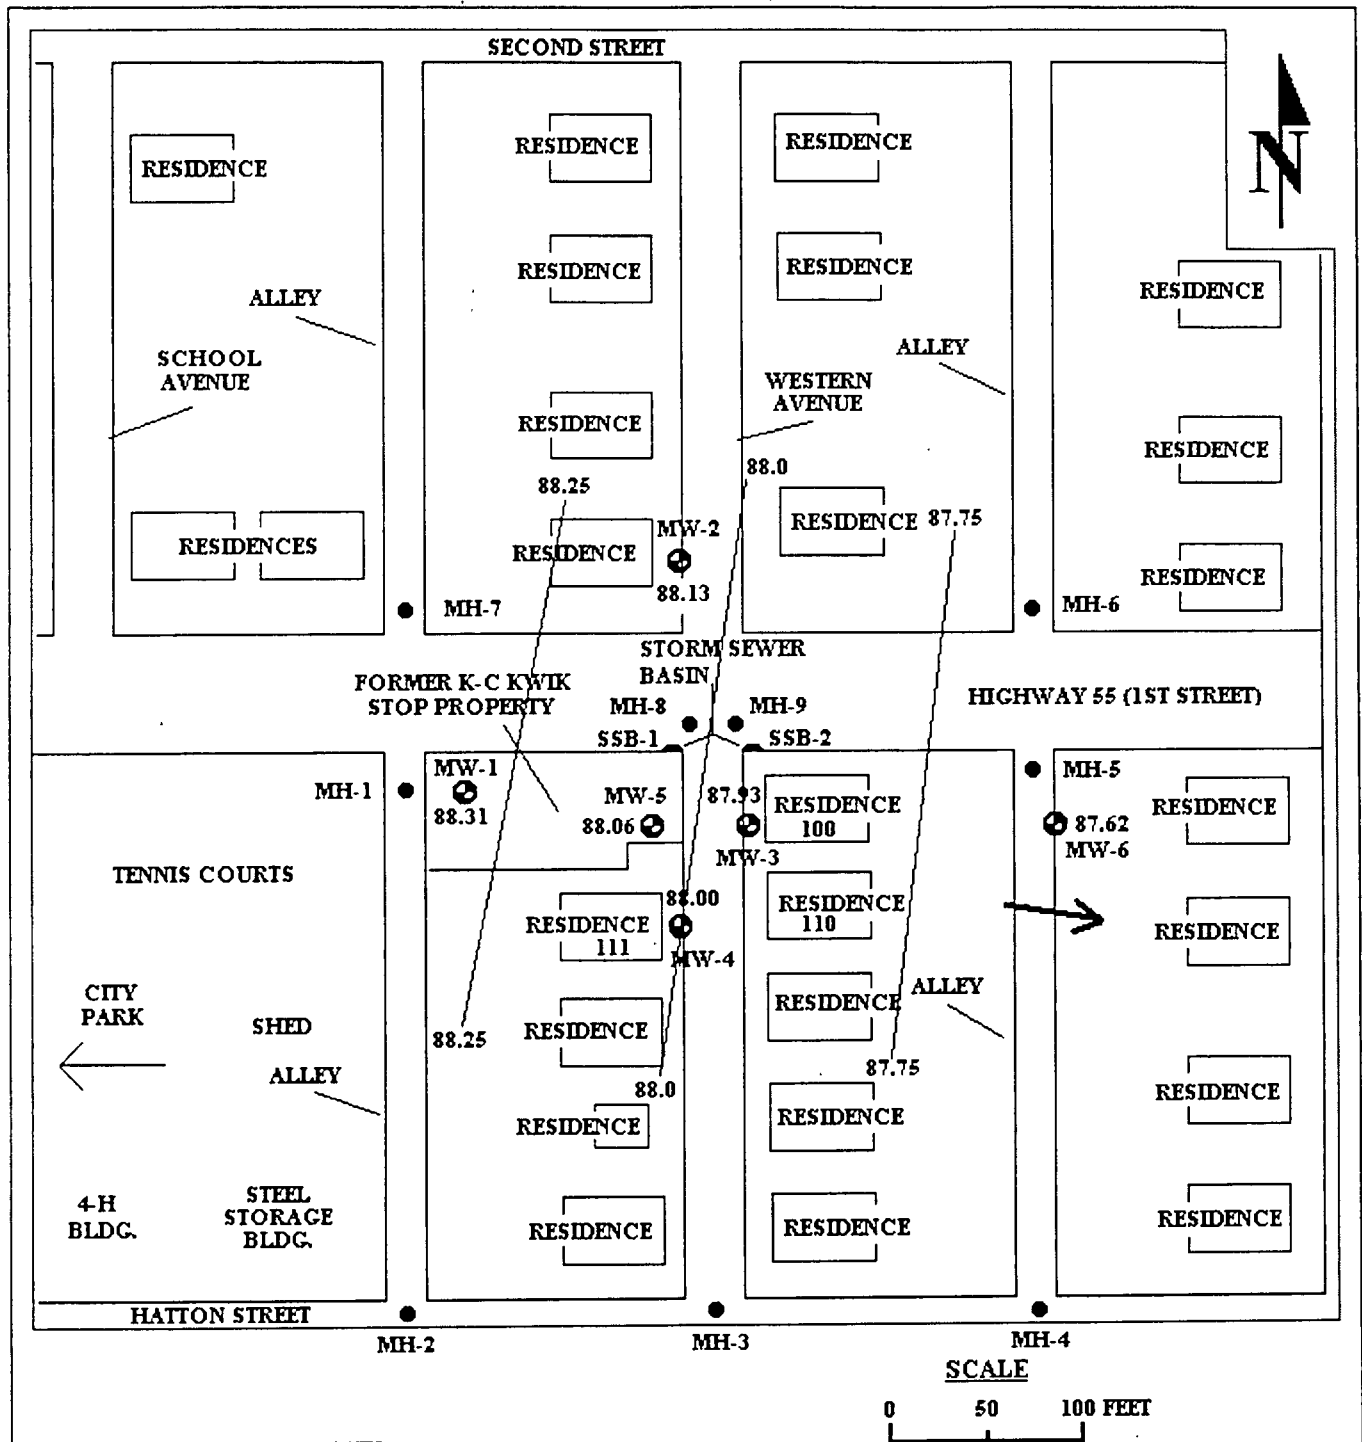 SECOND STREET
N
RESIDENCE
RESIDENCE
RESIDENCE
RESIDENCE
RESIDENCE
RESIDENCE
ALLEY
SCHOOL
AVENUE
ALLEY
WESTERN
AVENUE
RESIDENCE
RESIDENCE
88.25
88.0
RESIDENCES
RESIDENCE
MW-2
88.13
RESIDENCE
87.75
RESIDENCE
MH-7
MH-6
STORM SEWER
BASIN
FORMER K-C KWIK
STOP PROPERTY
HIGHWAY 55 (1ST STREET)
MH-8
MH-9
SSB-1
SSB-2
MH-1
MW-1
88.31
MW-5
88.06
87.93
MW-3
RESIDENCE
100
MH-5
87.62
MW-6
RESIDENCE
TENNIS COURTS
88.00
RESIDENCE
111
MW-4
RESIDENCE
110
RESIDENCE
CITY
PARK
SHED
88.25
RESIDENCE
RESIDENCE
ALLEY
ALLEY
88.0
87.75
RESIDENCE
RESIDENCE
RESIDENCE
4-H
BLDG.
STEEL
STORAGE
BLDG.
RESIDENCE
RESIDENCE
RESIDENCE
HATTON STREET
MH-2
MH-3
MH-4
SCALE
0 50 100 FEET